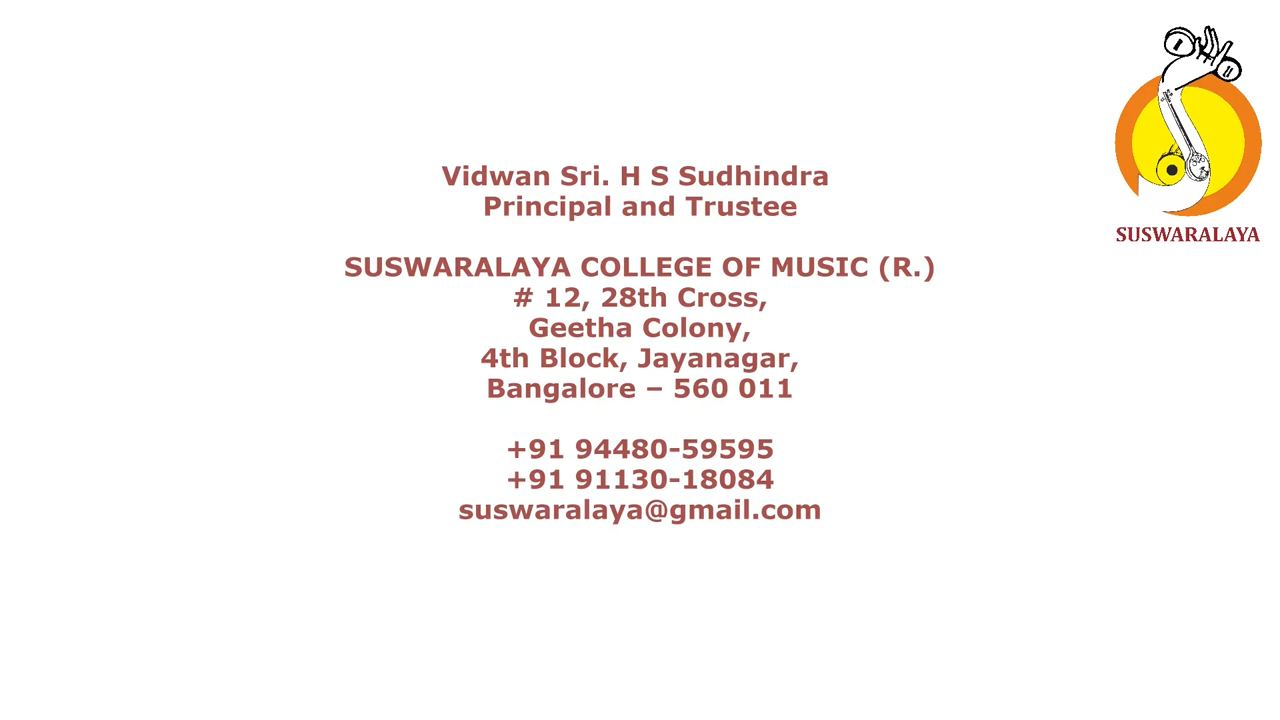 Vidwan Sri. H S Sudhindra
Principal and Trustee
SUSWARALAYA COLLEGE OF MUSIC (R.)
# 12, 28th Cross,
Geetha Colony,
4th Block, Jayanagar,
Bangalore – 560 011
+91 94480-59595
+91 91130-18084
suswaralaya@gmail.com
SUSWARALAYA